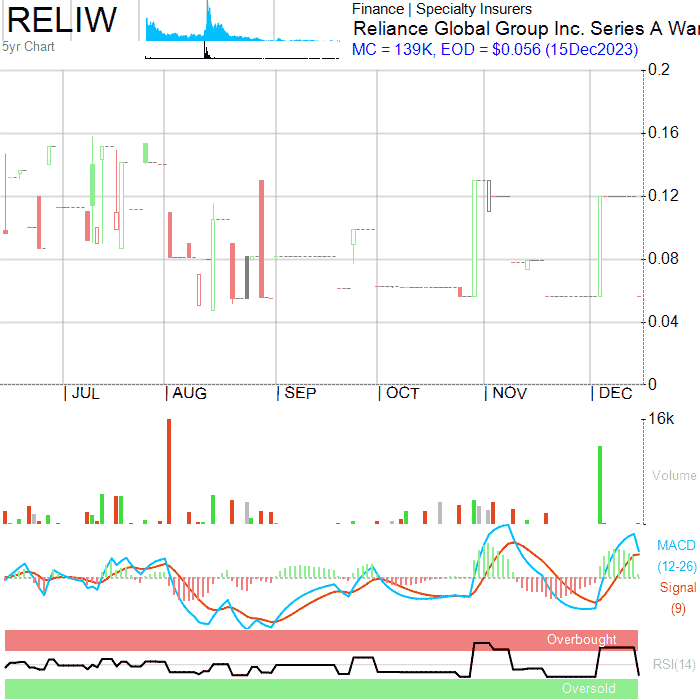 RELIW
5yr Chart
Finance | Specialty Insurers
Reliance Global Group Inc. Series A War
MC = 139K, EOD = $0.056 (15Dec2023)
0.2
0.16
0.12
0.08
0.04
0
| JUL | AUG | SEP | OCT | NOV | DEC
16k
Volume
MACD
(12-26)
Signal
(9)
Overbought
RSI(14)
Oversold